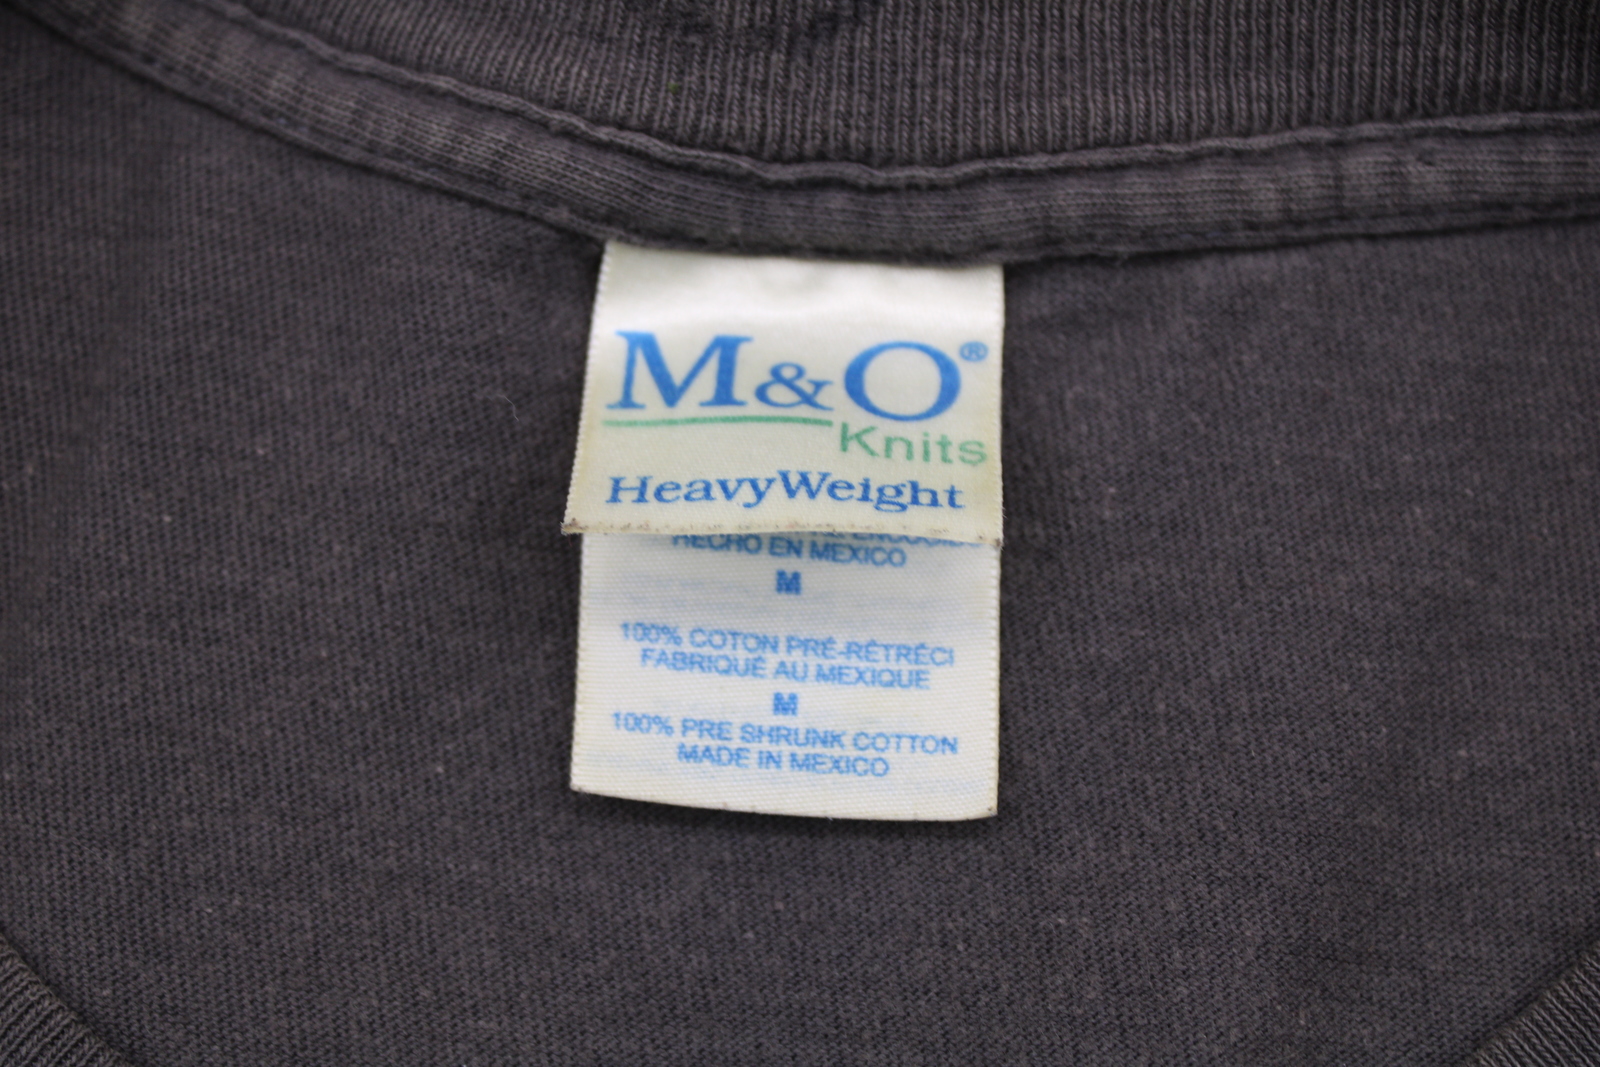 M&O®
Knits
HeavyWeight
HECHO EN MEXICO
M
100% COTON PRÉ-RÉTRÉCI
FABRIQUÉ AU MEXIQUE
M
100% PRE SHRUNK COTTON
MADE IN MEXICO